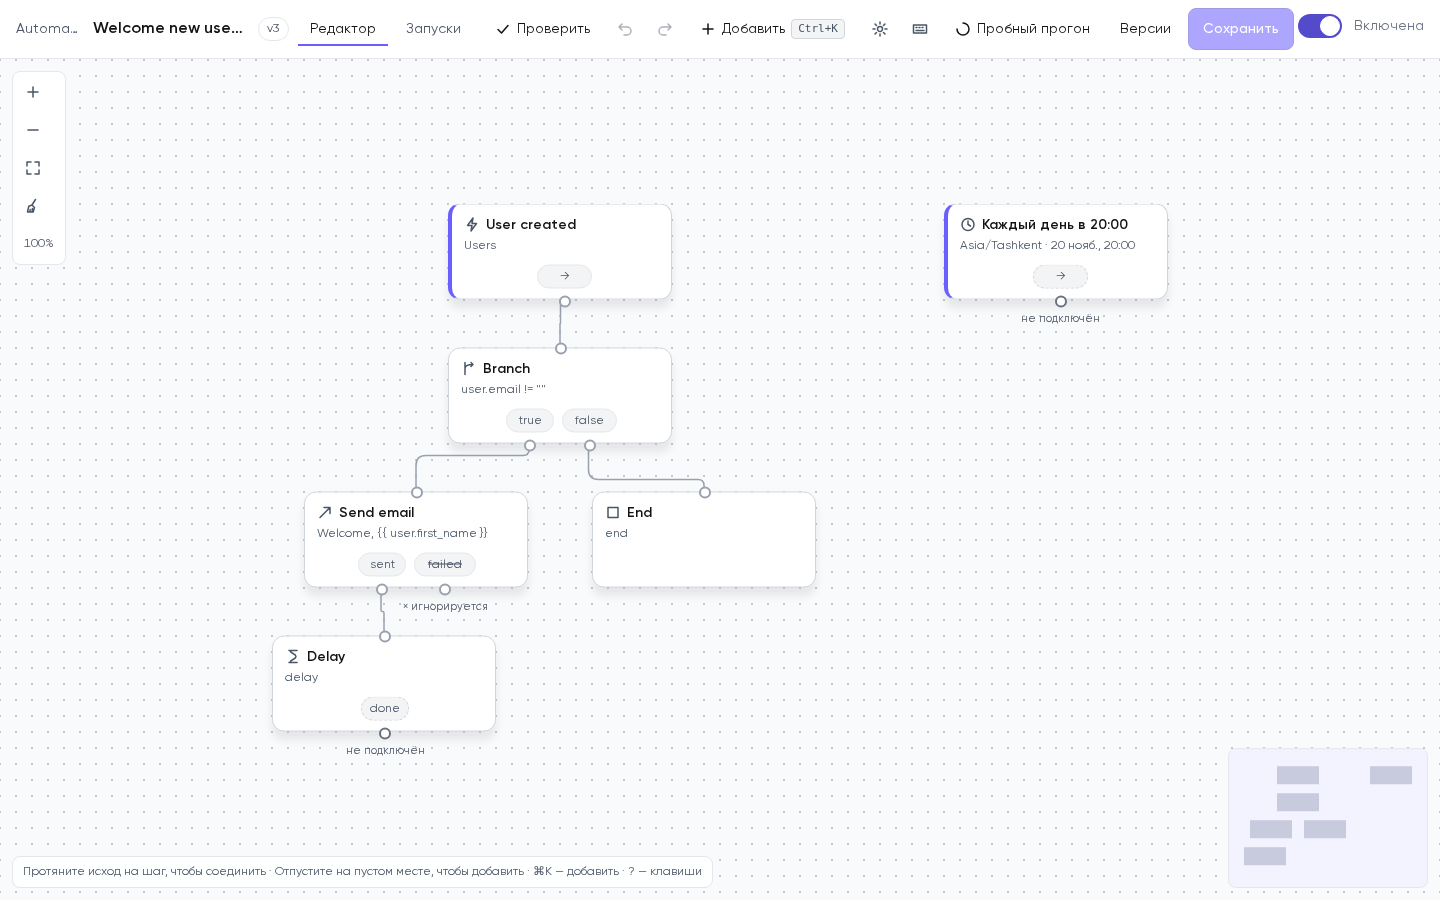 Automa…
Welcome new use…
v3
Редактор
Запуски
Проверить
Добавить
Ctrl+K
Пробный прогон
Версии
Сохранить
Включена
100%
User created
Users
→
Каждый день в 20:00
Asia/Tashkent · 20 нояб., 20:00
→
не подключён
Branch
user.email != ""
true
false
Send email
Welcome, {{ user.first_name }}
sent
failed
× игнорируется
End
end
Delay
delay
done
не подключён
Протяните исход на шаг, чтобы соединить · Отпустите на пустом месте, чтобы добавить · ⌘K — добавить · ? — клавиши